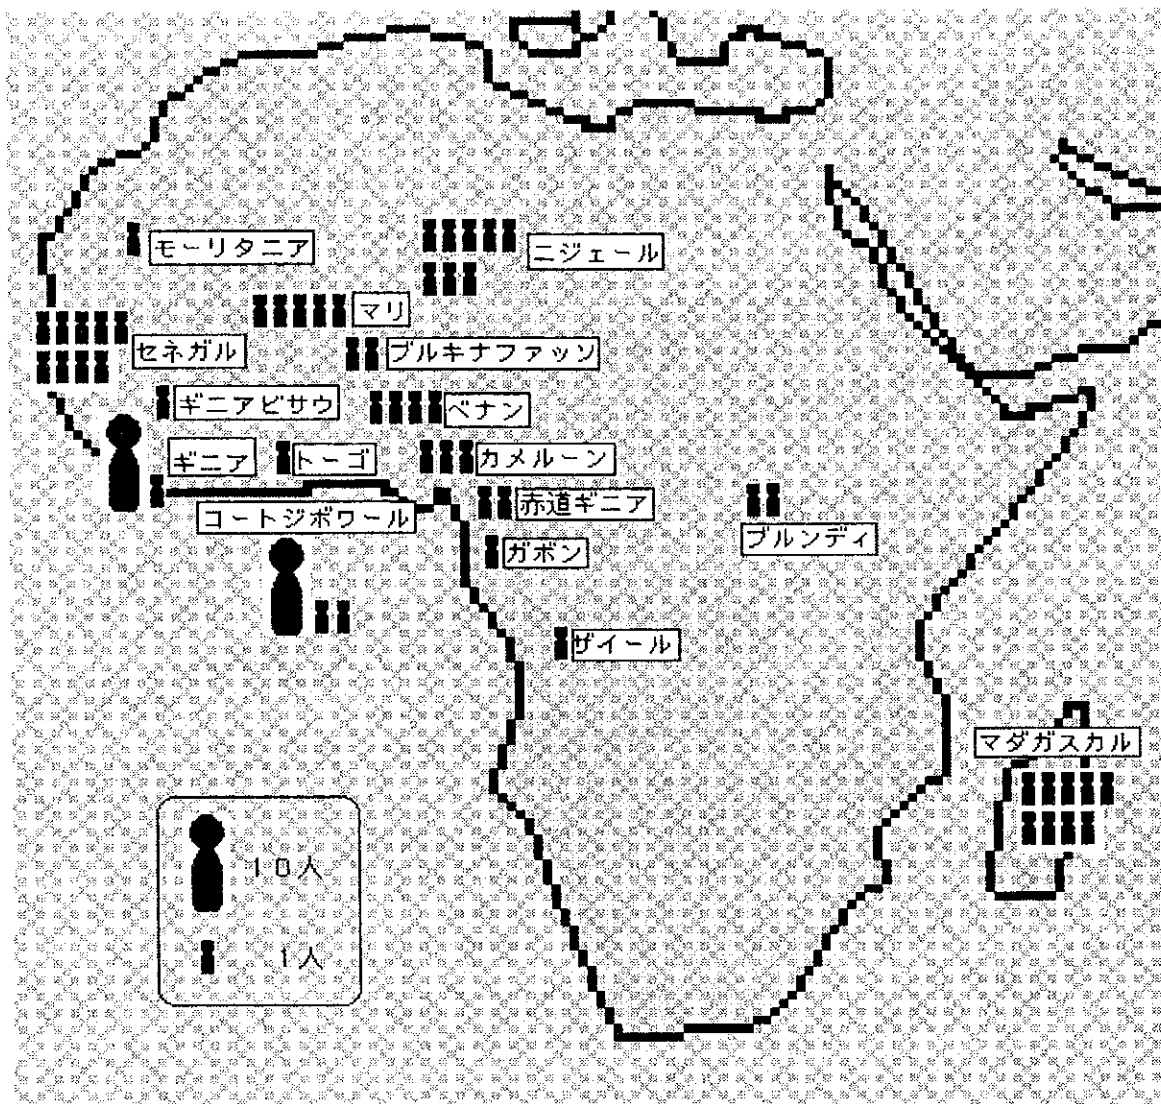 モーリタニア
ニジェール
マリ
セネガル
ブルキナファッソ
ギニアビサウ
ベナン
ギニア
トーゴ
カメルーン
赤道ギニア
コートジボワール
ブルンディ
ガボン
ザイール
マダガスカル
10人
1人